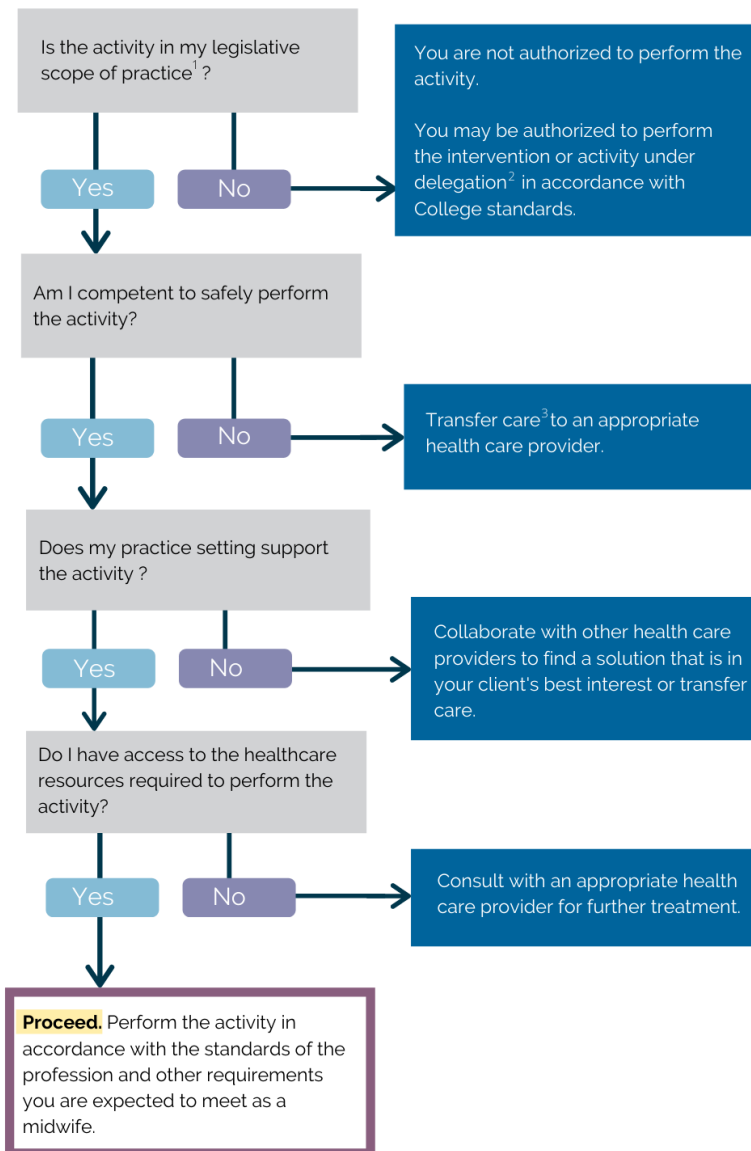 Is the activity in my legislative
scope of practice1 ?
You are not authorized to perform the
activity.
You may be authorized to perform
the intervention or activity under
delegation2 in accordance with
College standards.
Yes
No
Am I competent to safely perform
the activity?
Yes
No
Transfer care3 to an appropriate
health care provider.
Does my practice setting support
the activity ?
Yes
No
Collaborate with other health care
providers to find a solution that is in
your client's best interest or transfer
care.
Do I have access to the healthcare
resources required to perform the
activity?
Yes
No
Consult with an appropriate health
care provider for further treatment.
Proceed. Perform the activity in
accordance with the standards of the
profession and other requirements
you are expected to meet as a
midwife.